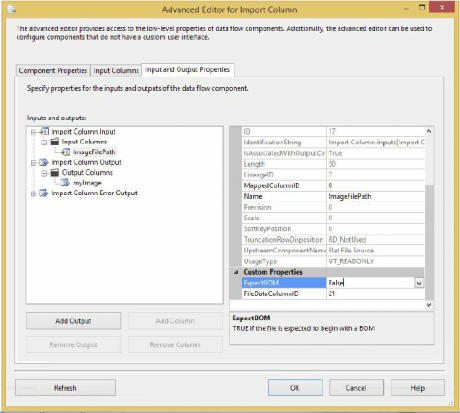 Advanced Editor for Import Column
The advanced editor provides access to the low-level properties of data flow components. Additionally, the advanced editor can be used to
configure components that do not have a custom user interface.
Component Properties Input Columns Input and Output Properties
Specify properties for the inputs and outputs of the data flow component.
Inputs and outputs:
Import Column Input
Input Columns
ImageFilePath
Import Column Output
Output Columns
myImage
Import Column Error Output
ID 17
IdentificationString Import Column.Inputs[Import C
IsAssociatedWithOutputCo True
Length 50
LineageID 7
MappedColumnID 0
Name ImageFilePath
Precision 0
Scale 0
SortKeyPosition 0
TruncationRowDisposition RD_NotUsed
UpstreamComponentName Flat File Source
UsageType UT_READONLY
Custom Properties
ExpectBOM False
FileDataColumnID 21
ExpectBOM
TRUE if the file is expected to begin with a BOM
Add Output Add Column
Remove Output Remove Column
Refresh OK Cancel Help